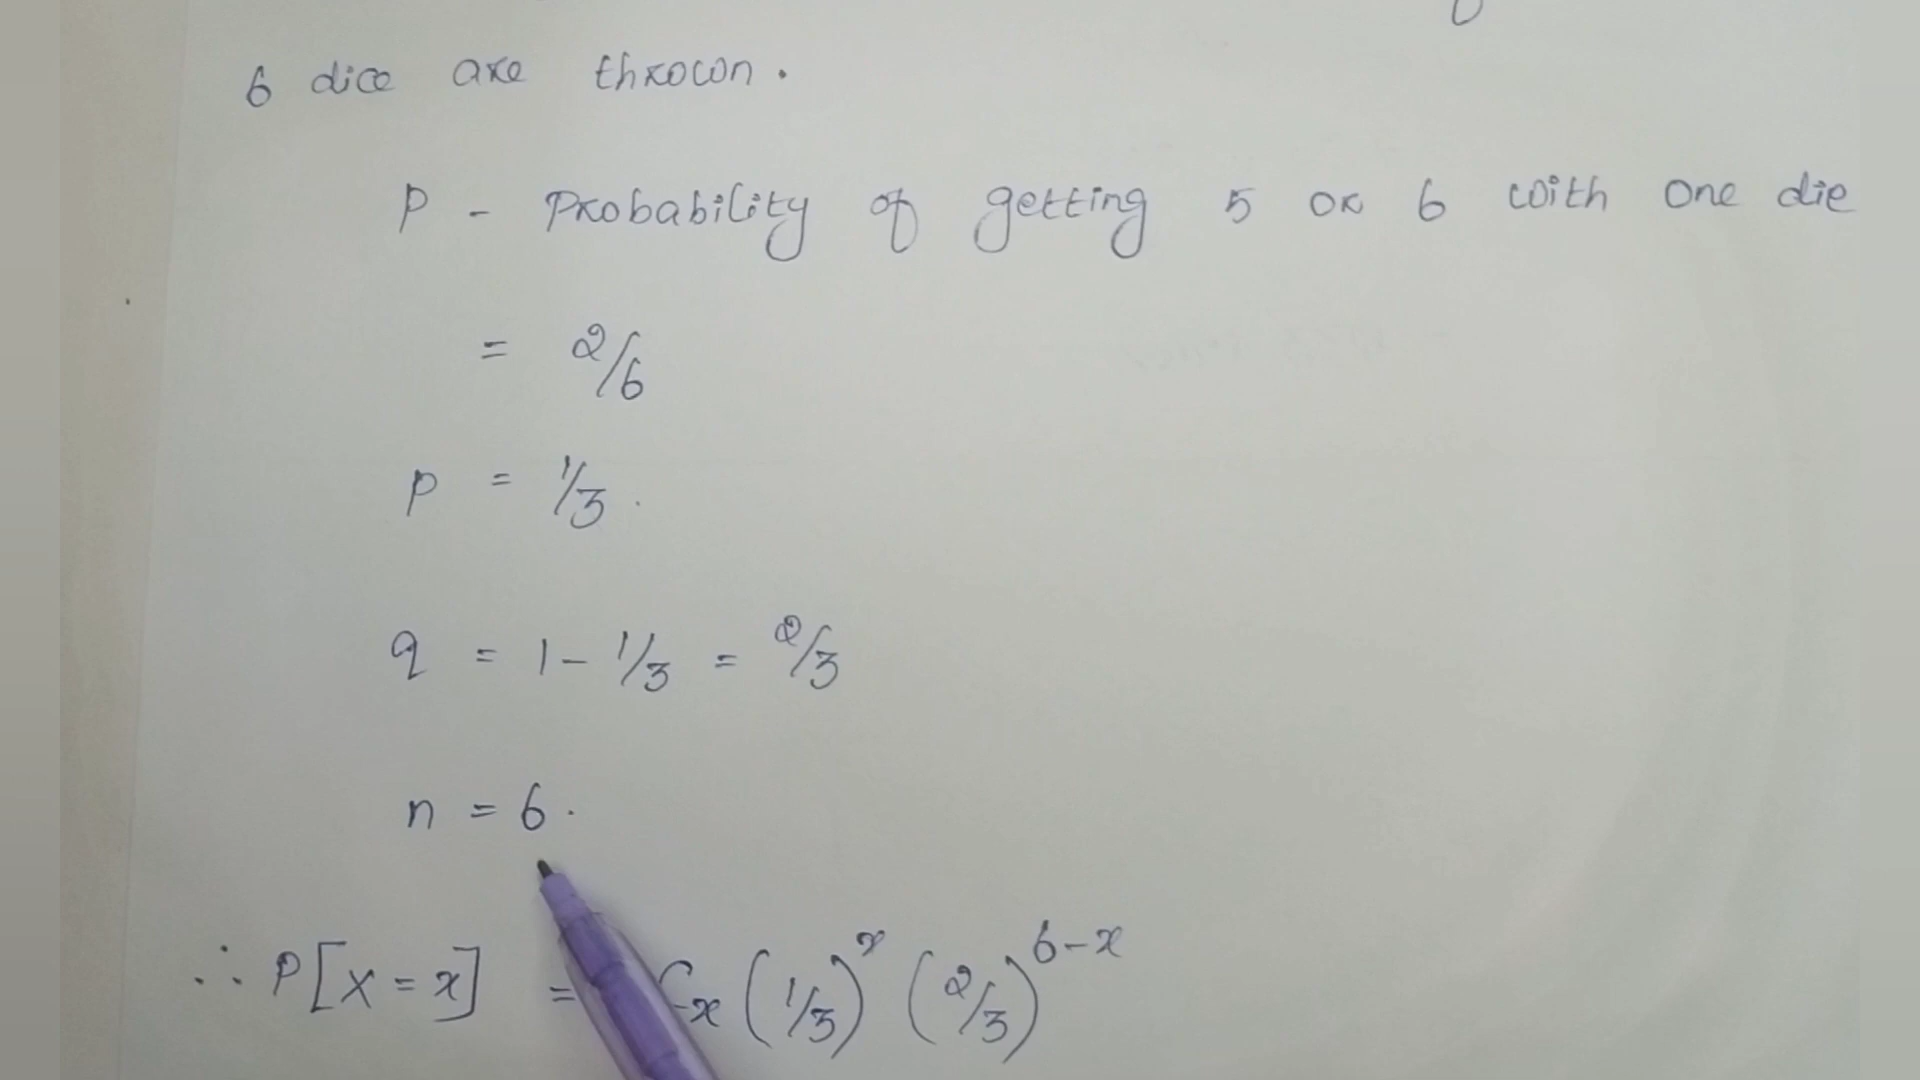 6 dice are thrown.
P - Probability of getting 5 or 6 with one die
= 2/6
P = 1/3.
q = 1 - 1/3 = 2/3
n = 6.
∴ P[X = x] = Cx (1/3)^x (2/3)^6-x